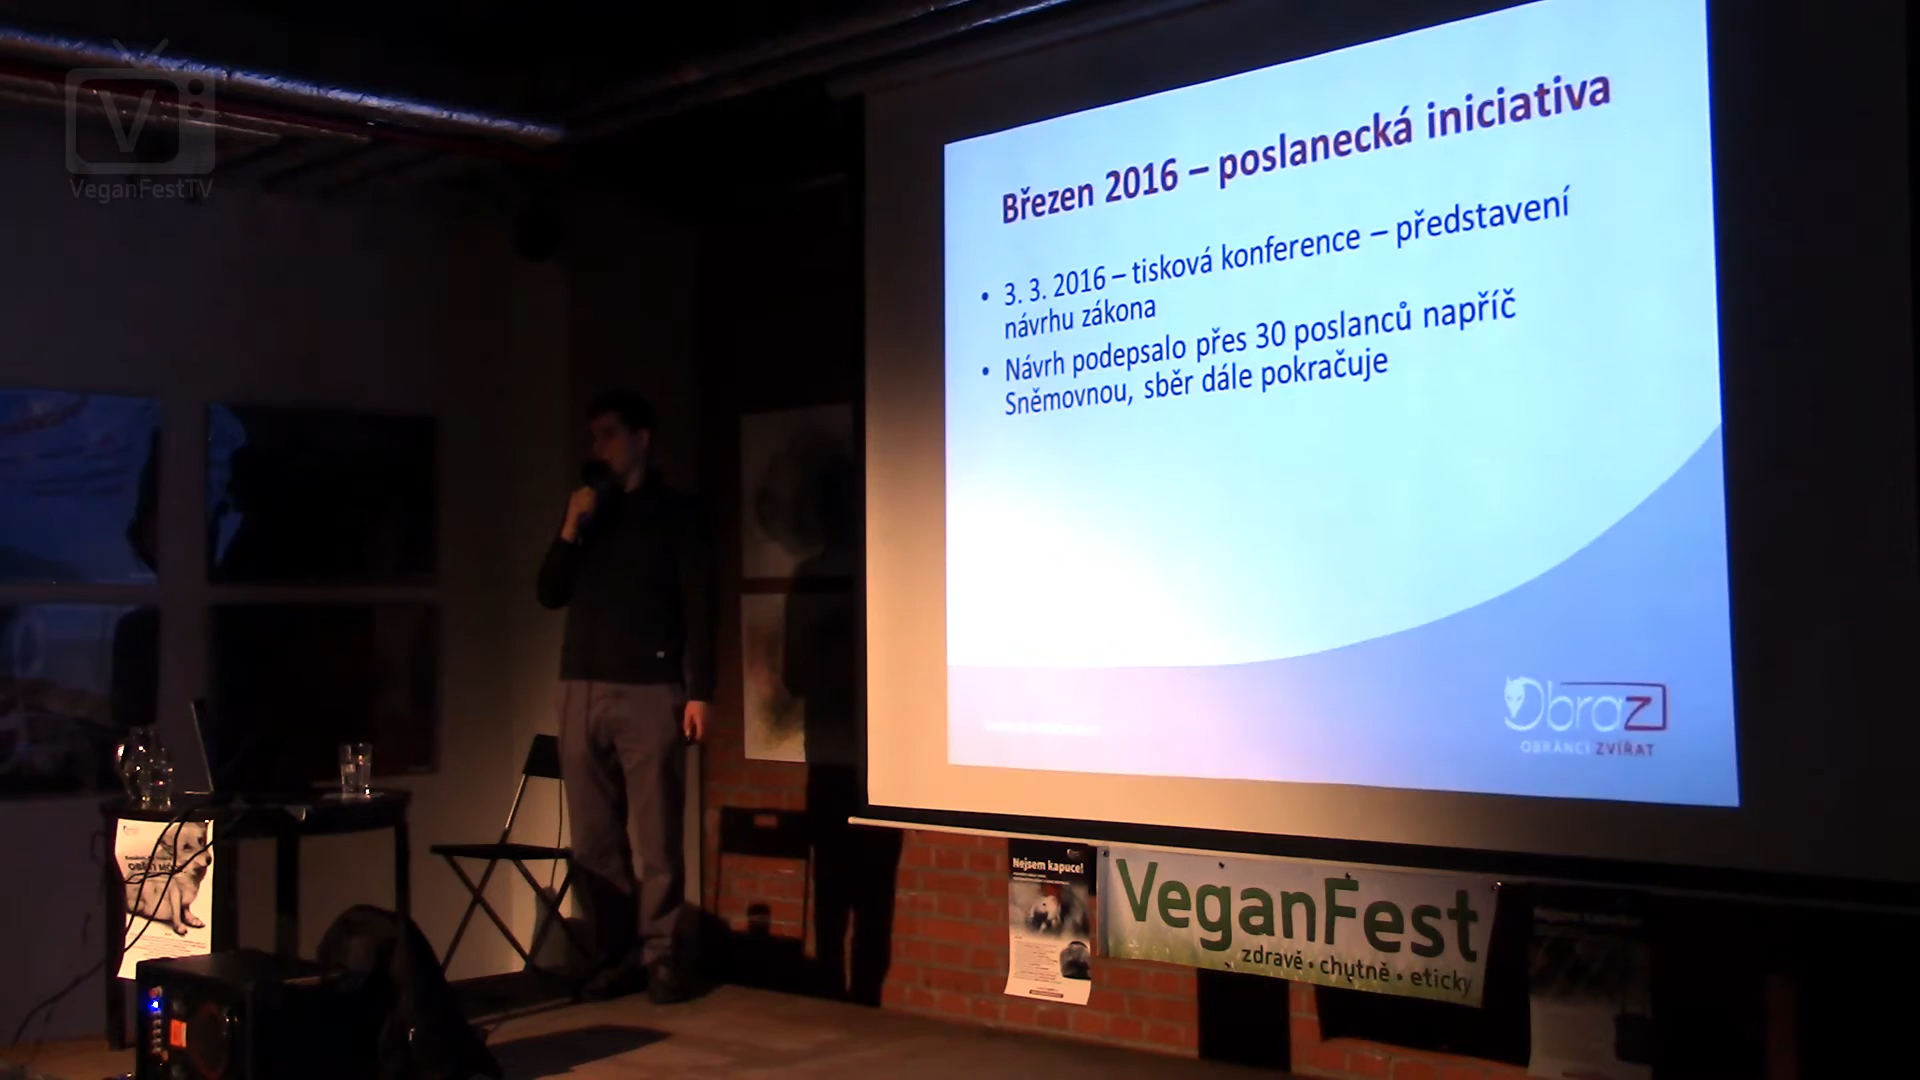 VeganFestTV
Březen 2016 – poslanecká iniciativa
• 3. 3. 2016 – tisková konference – představení
návrhu zákona
• Návrh podepsalo přes 30 poslanců napříč
Sněmovnou, sběr dále pokračuje
Obraz
OBRÁNCI ZVÍŘAT
Nejsem kapuce!
VeganFest
zdravě • chutně • eticky